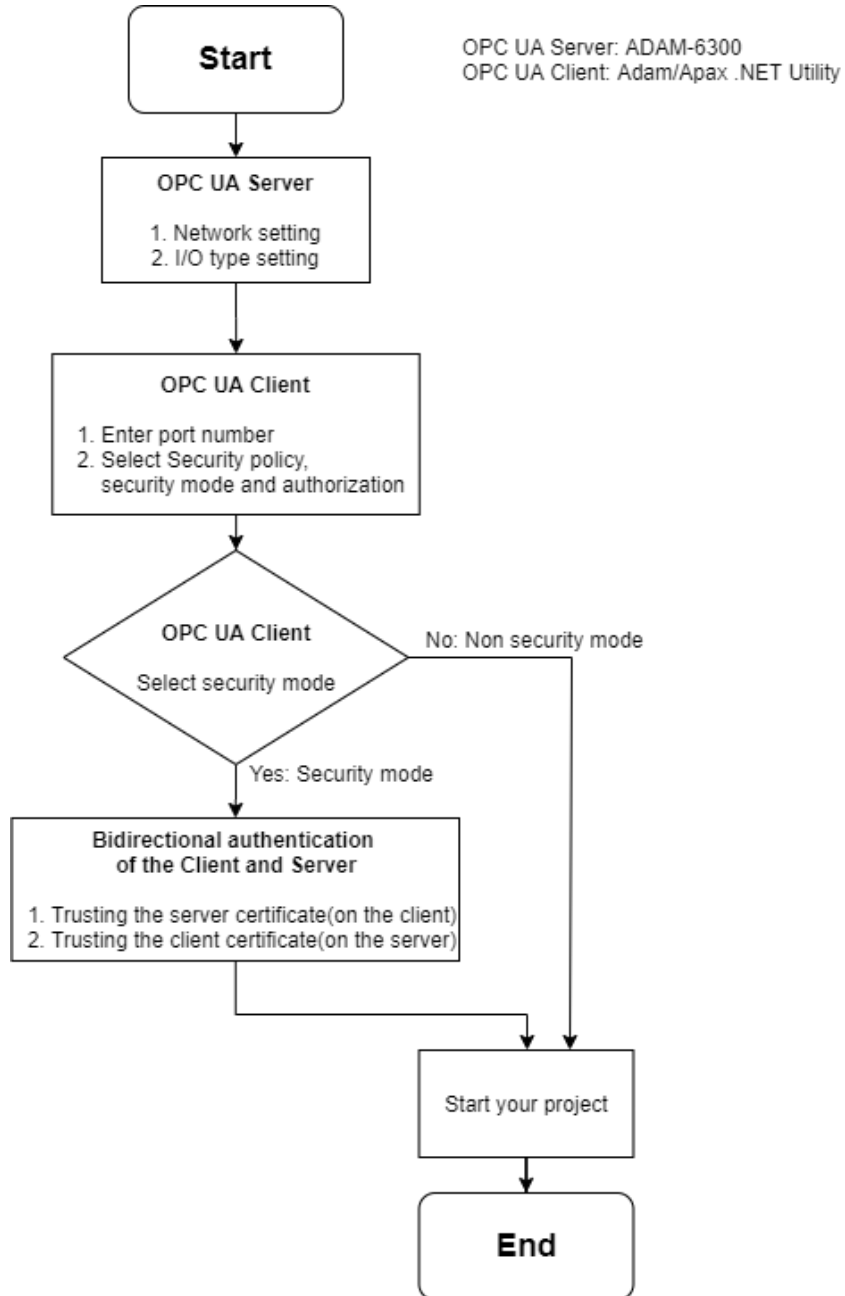 Start
OPC UA Server: ADAM-6300
OPC UA Client: Adam/Apax .NET Utility
OPC UA Server
1. Network setting
2. I/O type setting
OPC UA Client
1. Enter port number
2. Select Security policy,
security mode and authorization
OPC UA Client
Select security mode
No: Non security mode
Yes: Security mode
Bidirectional authentication
of the Client and Server
1. Trusting the server certificate(on the client)
2. Trusting the client certificate(on the server)
Start your project
End